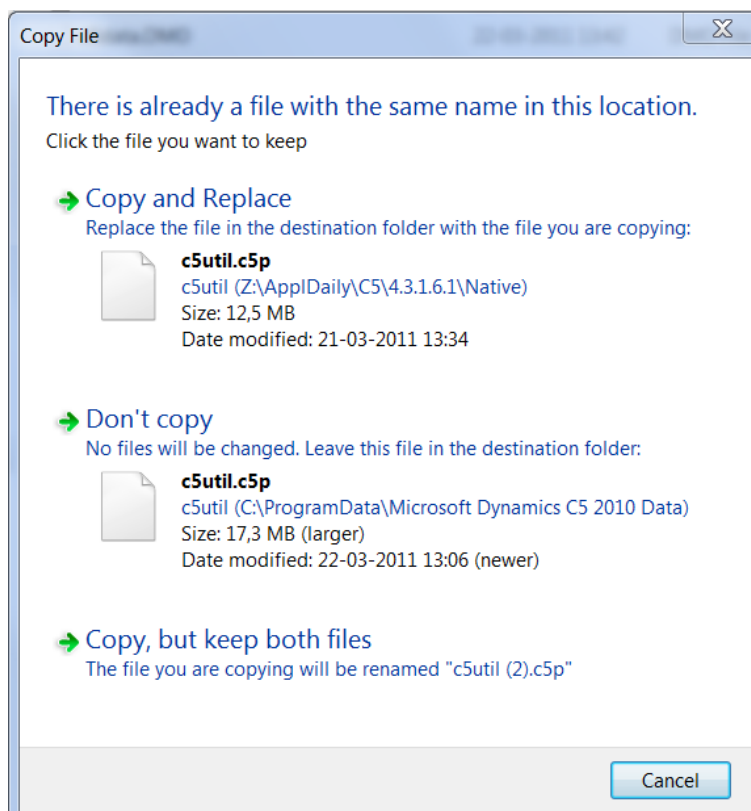 Copy File
There is already a file with the same name in this location.
Click the file you want to keep
Copy and Replace
Replace the file in the destination folder with the file you are copying:
c5util.c5p
c5util (Z:\ApplDaily\C5\4.3.1.6.1\Native)
Size: 12,5 MB
Date modified: 21-03-2011 13:34
Don't copy
No files will be changed. Leave this file in the destination folder:
c5util.c5p
c5util (C:\ProgramData\Microsoft Dynamics C5 2010 Data)
Size: 17,3 MB (larger)
Date modified: 22-03-2011 13:06 (newer)
Copy, but keep both files
The file you are copying will be renamed "c5util (2).c5p"
Cancel